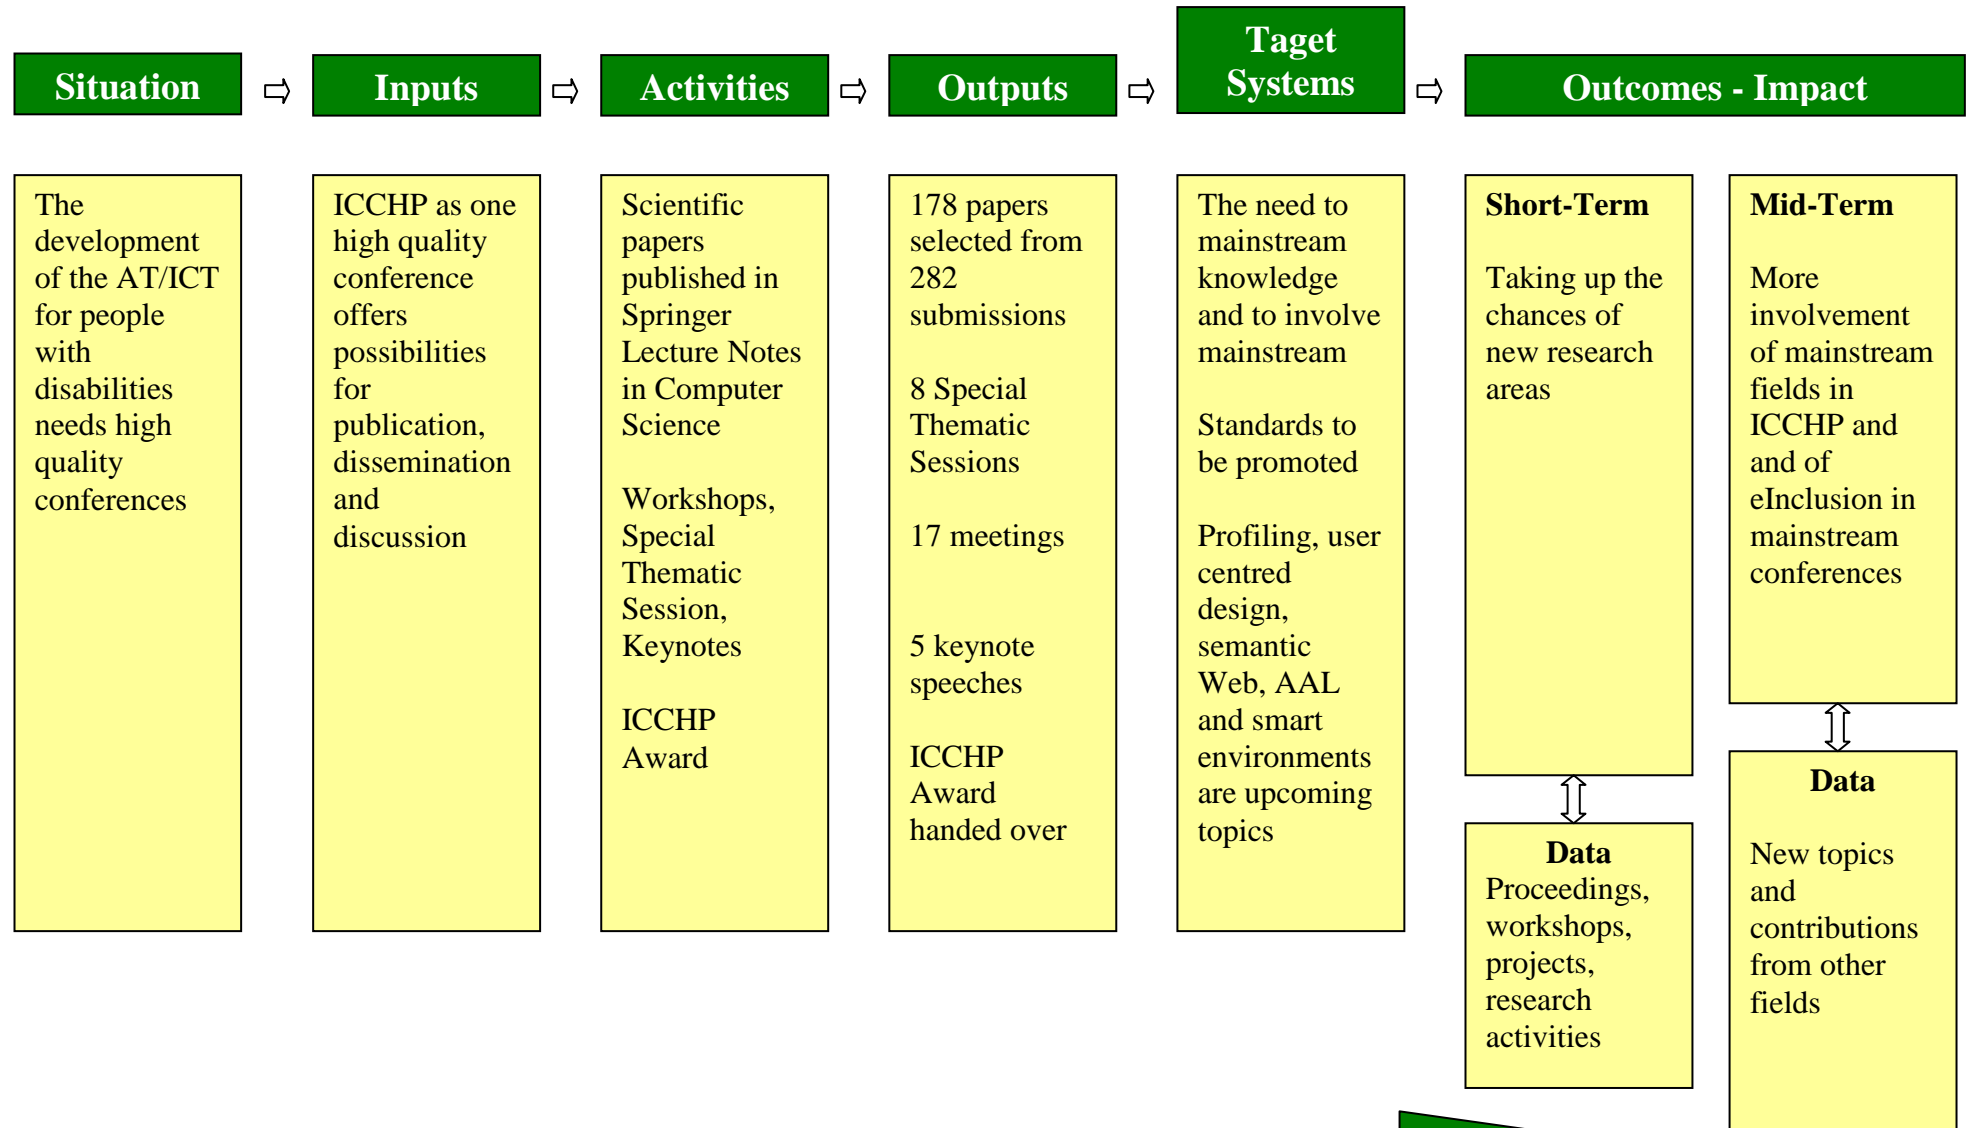 Situation
Inputs
Activities
Outputs
Taget
Systems
Outcomes - Impact
The
development
of the AT/ICT
for people
with
disabilities
needs high
quality
conferences
ICCHP as one
high quality
conference
offers
possibilities
for
publication,
dissemination
and
discussion
Scientific
papers
published in
Springer
Lecture Notes
in Computer
Science
Workshops,
Special
Thematic
Session,
Keynotes
ICCHP
Award
178 papers
selected from
282
submissions
8 Special
Thematic
Sessions
17 meetings
5 keynote
speeches
ICCHP
Award
handed over
The need to
mainstream
knowledge
and to involve
mainstream
Standards to
be promoted
Profiling, user
centred
design,
semantic
Web, AAL
and smart
environments
are upcoming
topics
Short-Term
Taking up the
chances of
new research
areas
Data
Proceedings,
workshops,
projects,
research
activities
Mid-Term
More
involvement
of mainstream
fields in
ICCHP and
and of
eInclusion in
mainstream
conferences
Data
New topics
and
contributions
from other
fields